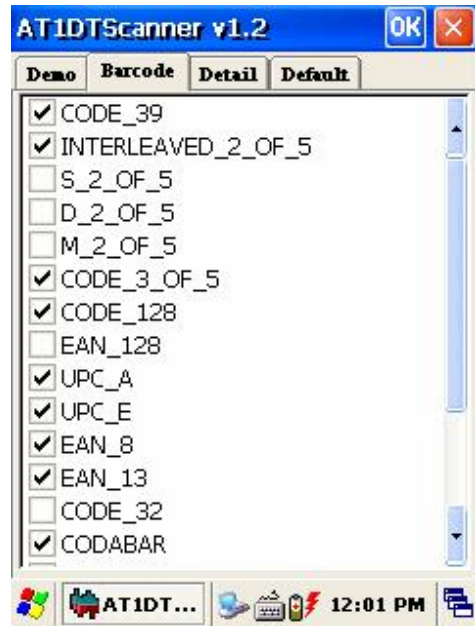 AT1DTScanner v1.2 OK
Demo Barcode Detail Default
CODE_39
INTERLEAVED_2_OF_5
S_2_OF_5
D_2_OF_5
M_2_OF_5
CODE_3_OF_5
CODE_128
EAN_128
UPC_A
UPC_E
EAN_8
EAN_13
CODE_32
CODABAR
AT1DT... 12:01 PM